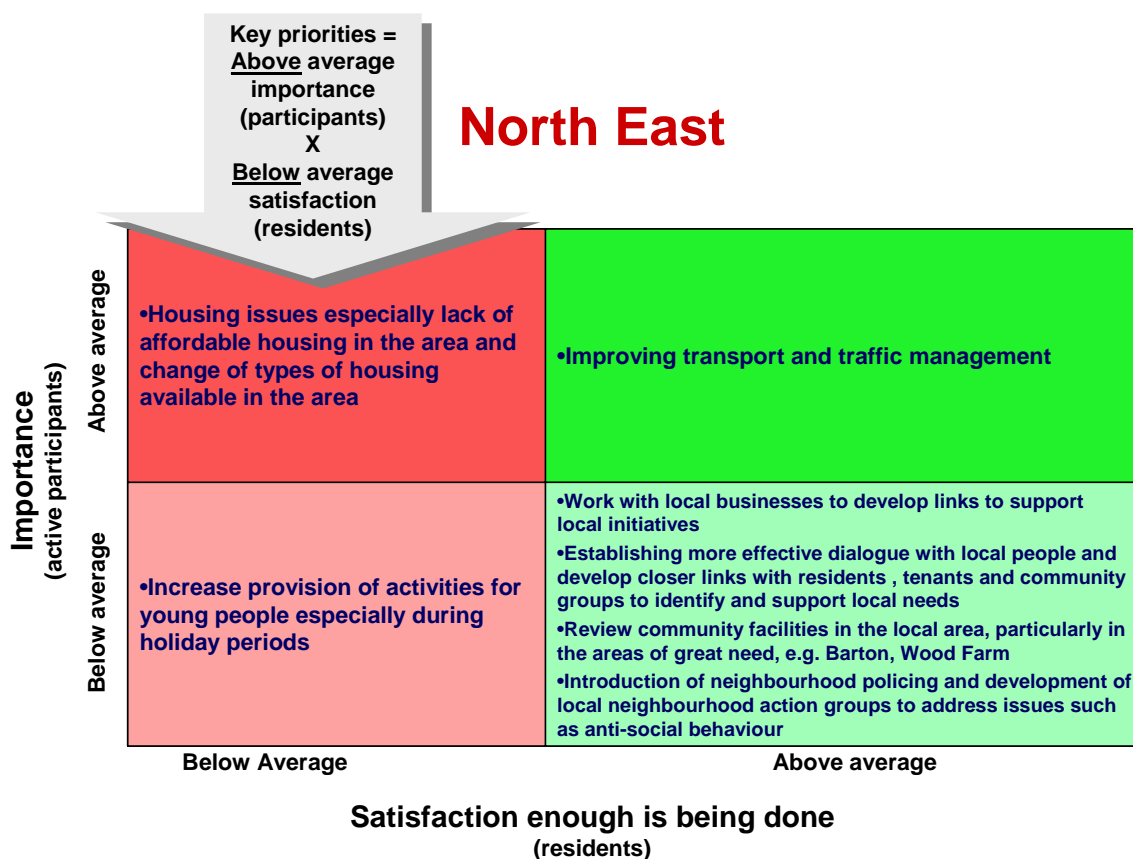 Key priorities =
Above average
importance
(participants)
X
Below average
satisfaction
(residents)
North East
Importance
(active participants)
Above average
•Housing issues especially lack of
affordable housing in the area and
change of types of housing
available in the area
•Improving transport and traffic management
Below average
•Increase provision of activities for
young people especially during
holiday periods
•Work with local businesses to develop links to support
local initiatives
•Establishing more effective dialogue with local people and
develop closer links with residents , tenants and community
groups to identify and support local needs
•Review community facilities in the local area, particularly in
the areas of great need, e.g. Barton, Wood Farm
•Introduction of neighbourhood policing and development of
local neighbourhood action groups to address issues such
as anti-social behaviour
Below Average
Above average
Satisfaction enough is being done
(residents)